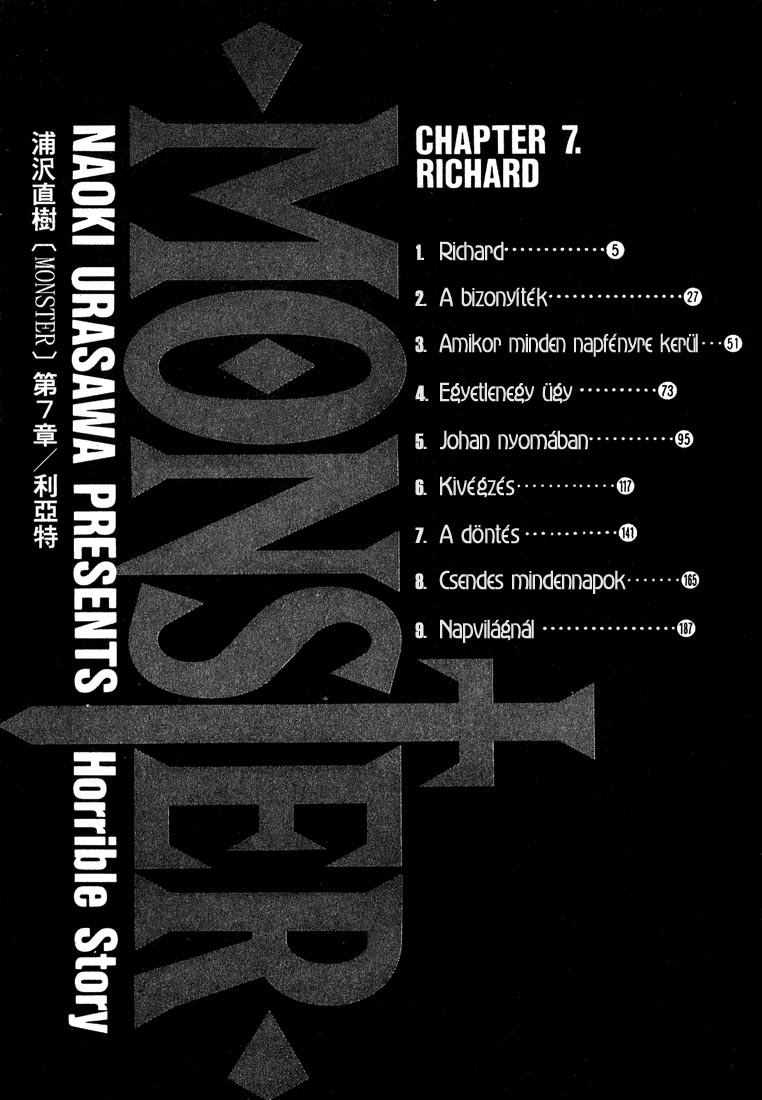 CHAPTER 7.
RICHARD
1. Richard·············5
2. A bizonyíték·················27
3. Amikor minden napfényre kerül···51
4. Egyetlenegy ügy ··········73
5. Johan nyomában···········95
6. Kivégzés·············117
7. A döntés ············141
8. Csendes mindennapok·······165
9. Napvilágnál ·················187
MONSTER
NAOKI URASAWA PRESENTS Horrible Story
浦沢直樹〔MONSTER〕第7章/利亞特